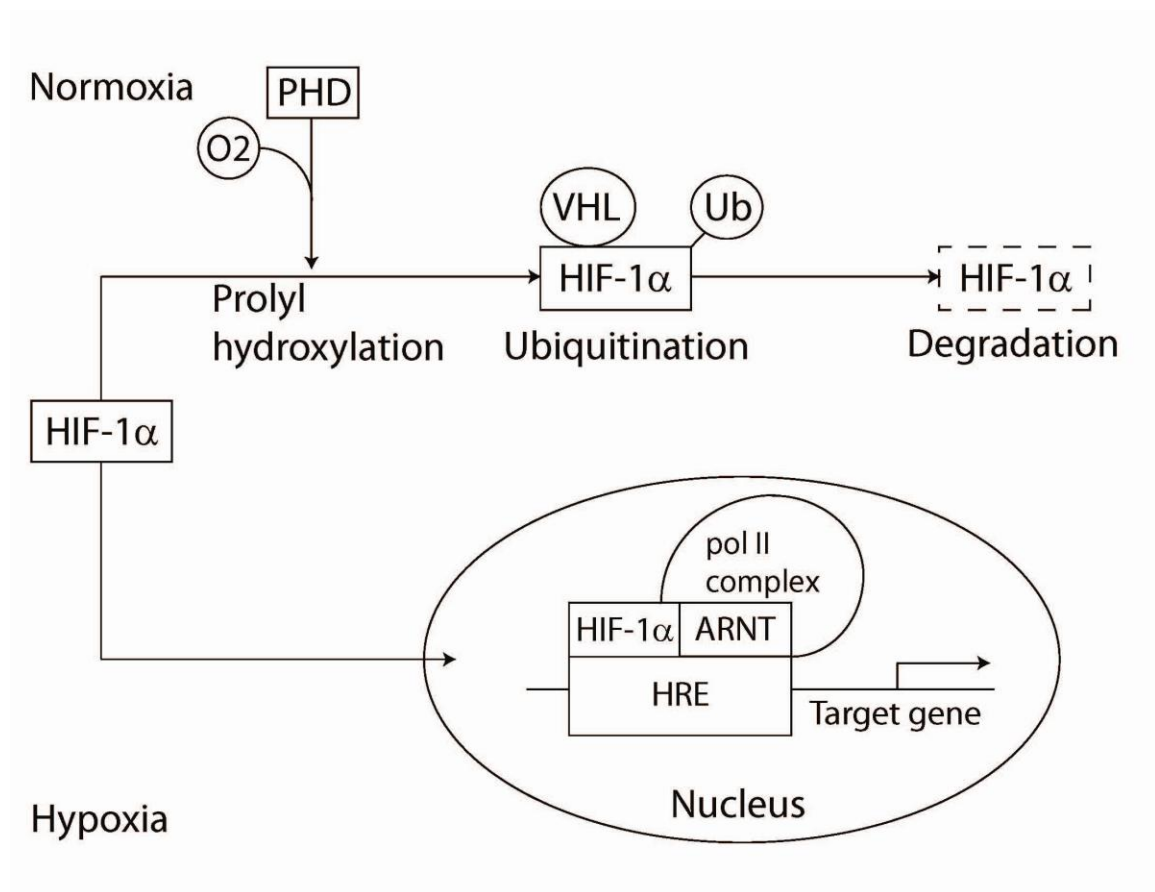 Normoxia
PHD
O2
VHL
Ub
HIF-1α
HIF-1α
Prolyl
hydroxylation
Ubiquitination
Degradation
HIF-1α
pol II
complex
HIF-1α
ARNT
HRE
Target gene
Nucleus
Hypoxia